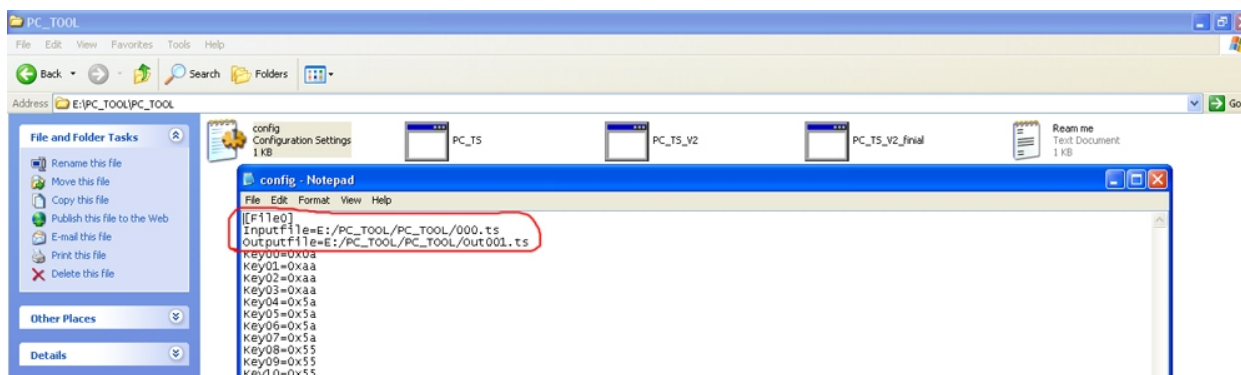 PC_TOOL
File Edit View Favorites Tools Help
Back Search Folders
Address E:\PC_TOOL\PC_TOOL Go
File and Folder Tasks
Rename this file
Move this file
Copy this file
Publish this file to the Web
E-mail this file
Print this file
Delete this file
Other Places
Details
config
Configuration Settings
1 KB
PC_TS
PC_TS_V2
PC_TS_V2_finial
Ream me
Text Document
1 KB
config - Notepad
File Edit Format View Help
[File0]
Inputfile=E:/PC_TOOL/PC_TOOL/000.ts
Outputfile=E:/PC_TOOL/PC_TOOL/Out001.ts
Key00=0x0a
Key01=0xaa
Key02=0xaa
Key03=0xaa
Key04=0x5a
Key05=0x5a
Key06=0x5a
Key07=0x5a
Key08=0x55
Key09=0x55
Key10=0x55